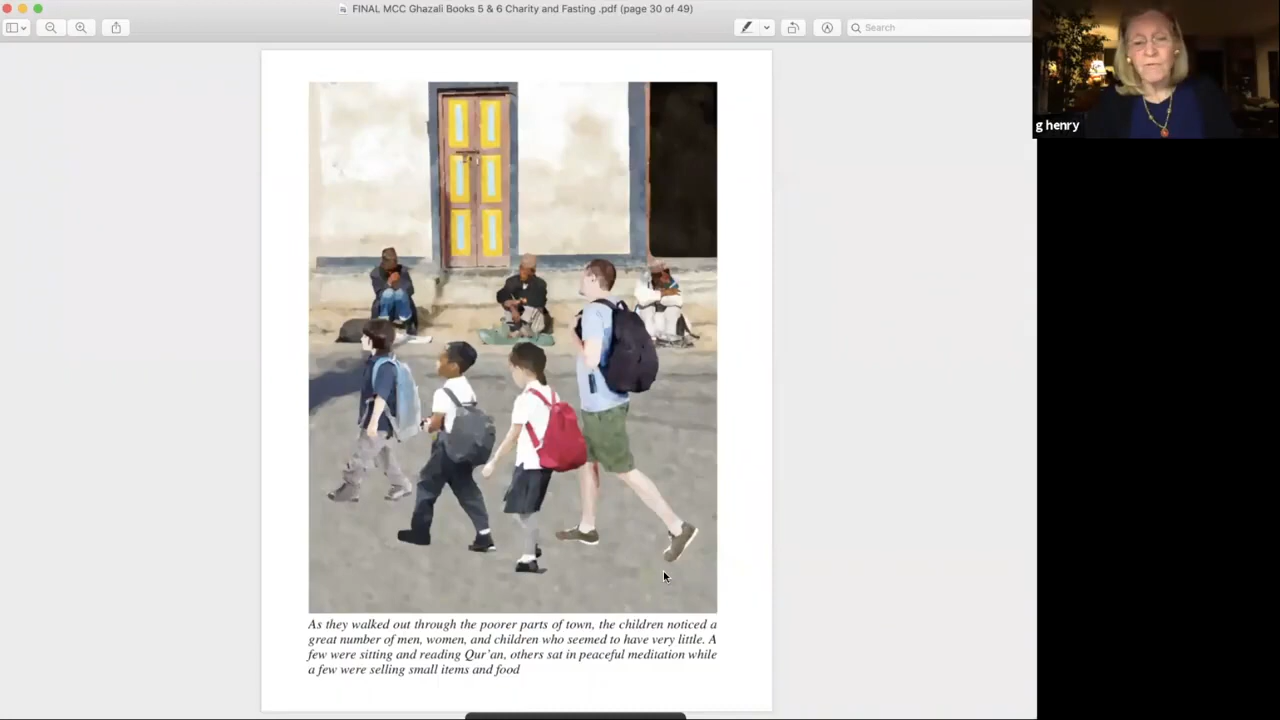 FINAL MCC Ghazali Books 5 & 6 Charity and Fasting .pdf (page 30 of 49)
Search
g henry
As they walked out through the poorer parts of town, the children noticed a
great number of men, women, and children who seemed to have very little. A
few were sitting and reading Qur'an, others sat in peaceful meditation while
a few were selling small items and food